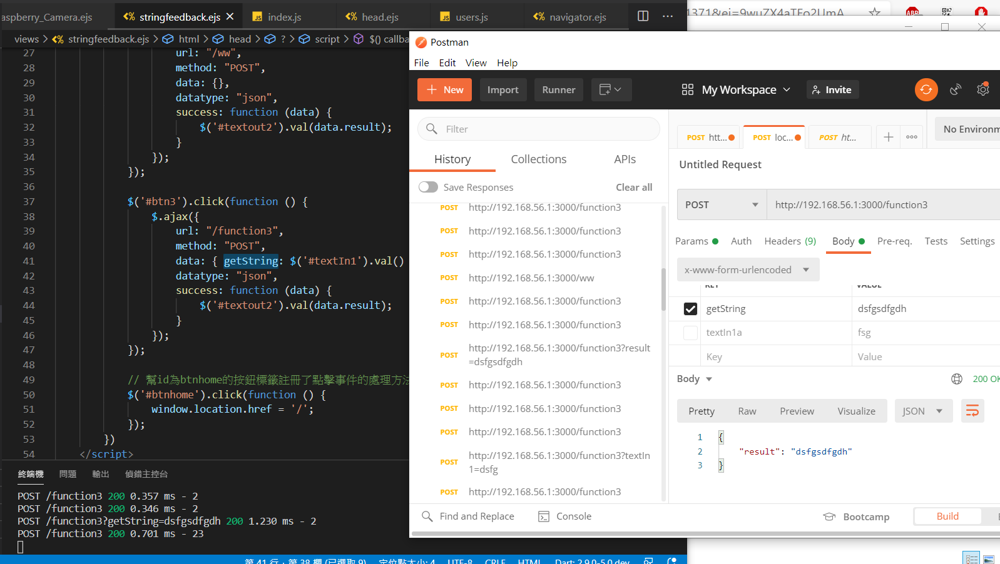 aspberry_Camera.ejs
stringfeedback.ejs
index.js
head.ejs
users.js
navigator.ejs
1371&ei=9wuZX4aTEo2UmA
views > stringfeedback.ejs > html > head > ? > script > $() callba
27 url: "/ww",
28 method: "POST",
29 data: {},
30 datatype: "json",
31 success: function (data) {
32 $('#textout2').val(data.result);
33 }
34 });
35 });
36
37 $('#btn3').click(function () {
38 $.ajax({
39 url: "/function3",
40 method: "POST",
41 data: { getString: $('#textIn1').val()
42 datatype: "json",
43 success: function (data) {
44 $('#textout2').val(data.result);
45 }
46 });
47 });
48
49 // 幫id為btnhome的按鈕標籤註冊了點擊事件的處理方法
50 $('#btnhome').click(function () {
51 window.location.href = '/';
52 });
53 })
54 </script>
終端機 問題 輸出 偵錯主控台
POST /function3 200 0.357 ms - 2
POST /function3 200 0.346 ms - 2
POST /function3?getString=dsfgsdfgdh 200 1.230 ms - 2
POST /function3 200 0.701 ms - 23
第 41 行，第 38 欄 (已選取 9) 定位點大小: 4 UTF-8 CRLF HTML Dart: 2.9.0-5.0.dev
Postman
File Edit View Help
New Import Runner
My Workspace
Invite
Filter
History Collections APIs
Save Responses Clear all
POST http://192.168.56.1:3000/function3
POST http://192.168.56.1:3000/function3
POST http://192.168.56.1:3000/function3
POST http://192.168.56.1:3000/ww
POST http://192.168.56.1:3000/function3
POST http://192.168.56.1:3000/function3
POST http://192.168.56.1:3000/function3?result
=dsfgsdfgdh
POST http://192.168.56.1:3000/function3
POST http://192.168.56.1:3000/function3
POST http://192.168.56.1:3000/function3
POST http://192.168.56.1:3000/function3?textIn
1=dsfg
POST http://192.168.56.1:3000/function3
Find and Replace Console
POST htt... POST loc... POST ht...
No Environm
Untitled Request
POST http://192.168.56.1:3000/function3
Params Auth Headers (9) Body Pre-req. Tests Settings
x-www-form-urlencoded
KEY VALUE
getString dsfgsdfgdh
textIn1a fsg
Key Value
Body 200 OK
Pretty Raw Preview Visualize JSON
1 {
2 "result": "dsfgsdfgdh"
3 }
Bootcamp Build
ABP